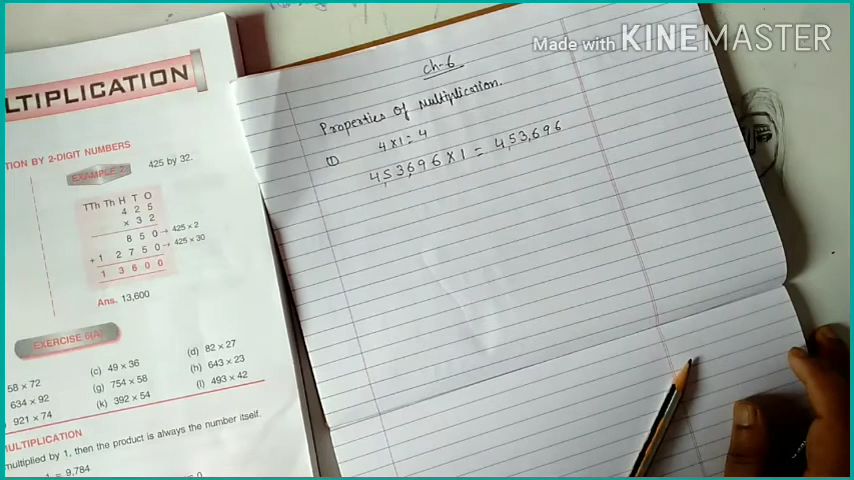 Made with KINEMASTER
LTIPLICATION
TION BY 2-DIGIT NUMBERS
EXAMPLE 2. 425 by 32.
TTh Th H T O
4 2 5
× 3 2
8 5 0 → 425 × 2
+ 1 2 7 5 0 → 425 × 30
1 3 6 0 0
Ans. 13,600
EXERCISE 6(A)
58 × 72 (c) 49 × 36 (d) 82 × 27
634 × 92 (g) 754 × 58 (h) 643 × 23
921 × 74 (k) 392 × 54 (l) 493 × 42
MULTIPLICATION
multiplied by 1, then the product is always the number itself.
= 9,784
Ch-6
Properties of Multiplication.
① 4 × 1 = 4
4,53,696 × 1 = 4,53,696